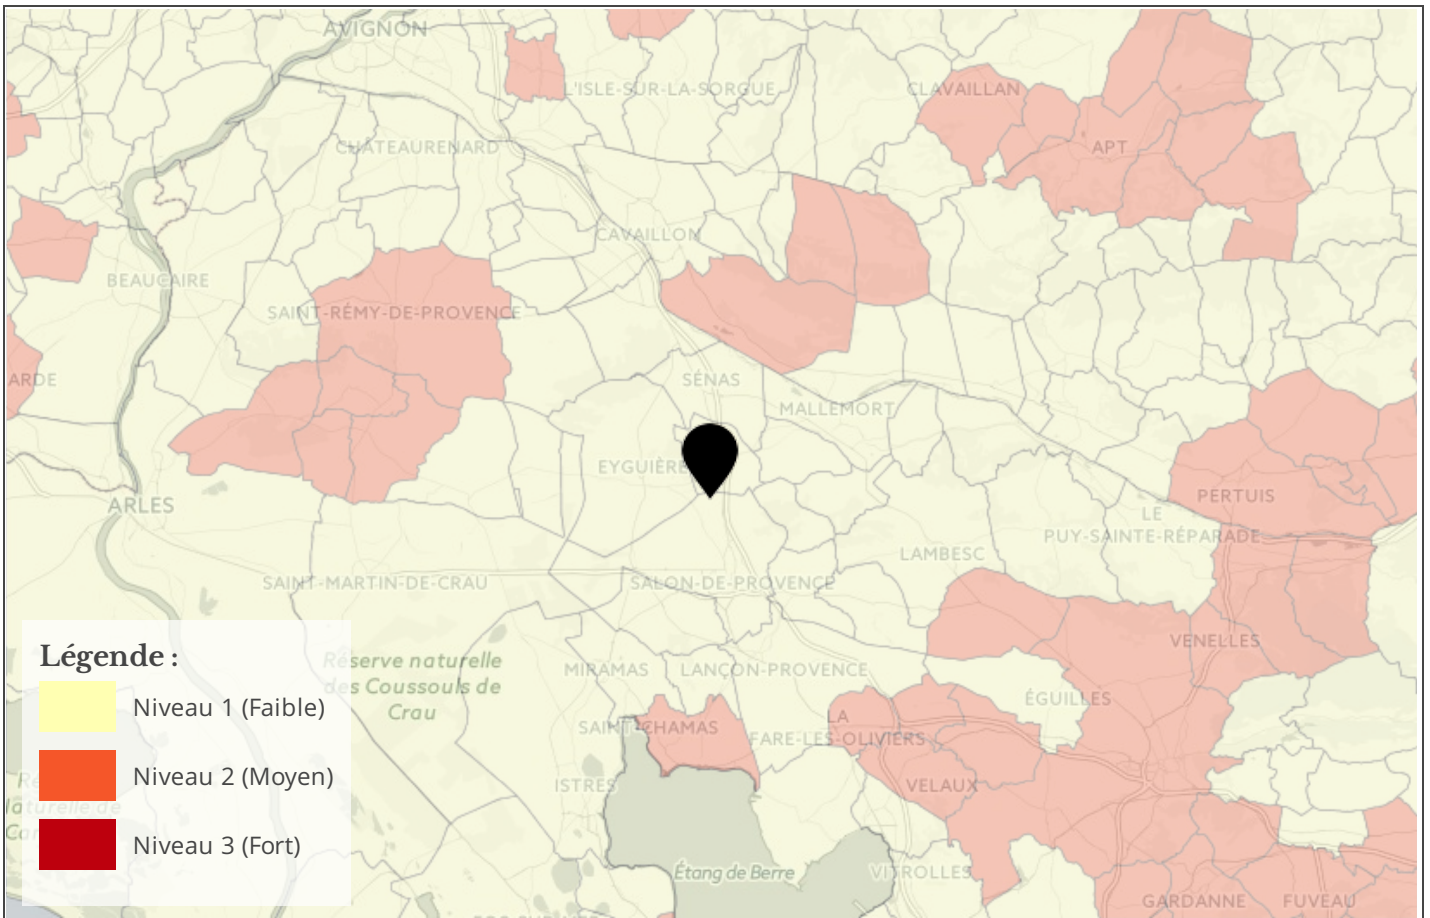 AVIGNON
L'ISLE-SUR-LA-SORGUE
CLAVAILLAN
CHÂTEAURENARD
APT
CAVAILLON
BEAUCAIRE
SAINT-RÉMY-DE-PROVENCE
ARDE
SÉNAS
MALLEMORT
EYGUIÈRE
PERTUIS
ARLES
LE
PUY-SAINTE-RÉPARADE
LAMBESC
SAINT-MARTIN-DE-CRAU
SALON-DE-PROVENCE
VENELLES
Légende :
Réserve naturelle
des Coussouls de
Crau
MIRAMAS
LANÇON-PROVENCE
ÉGUILLES
Niveau 1 (Faible)
SAINT-CHAMAS
LA
FARE-LES-OLIVIERS
Niveau 2 (Moyen)
ISTRES
VELAUX
Niveau 3 (Fort)
Étang de Berre
VITROLLES
GARDANNE
FUVEAU